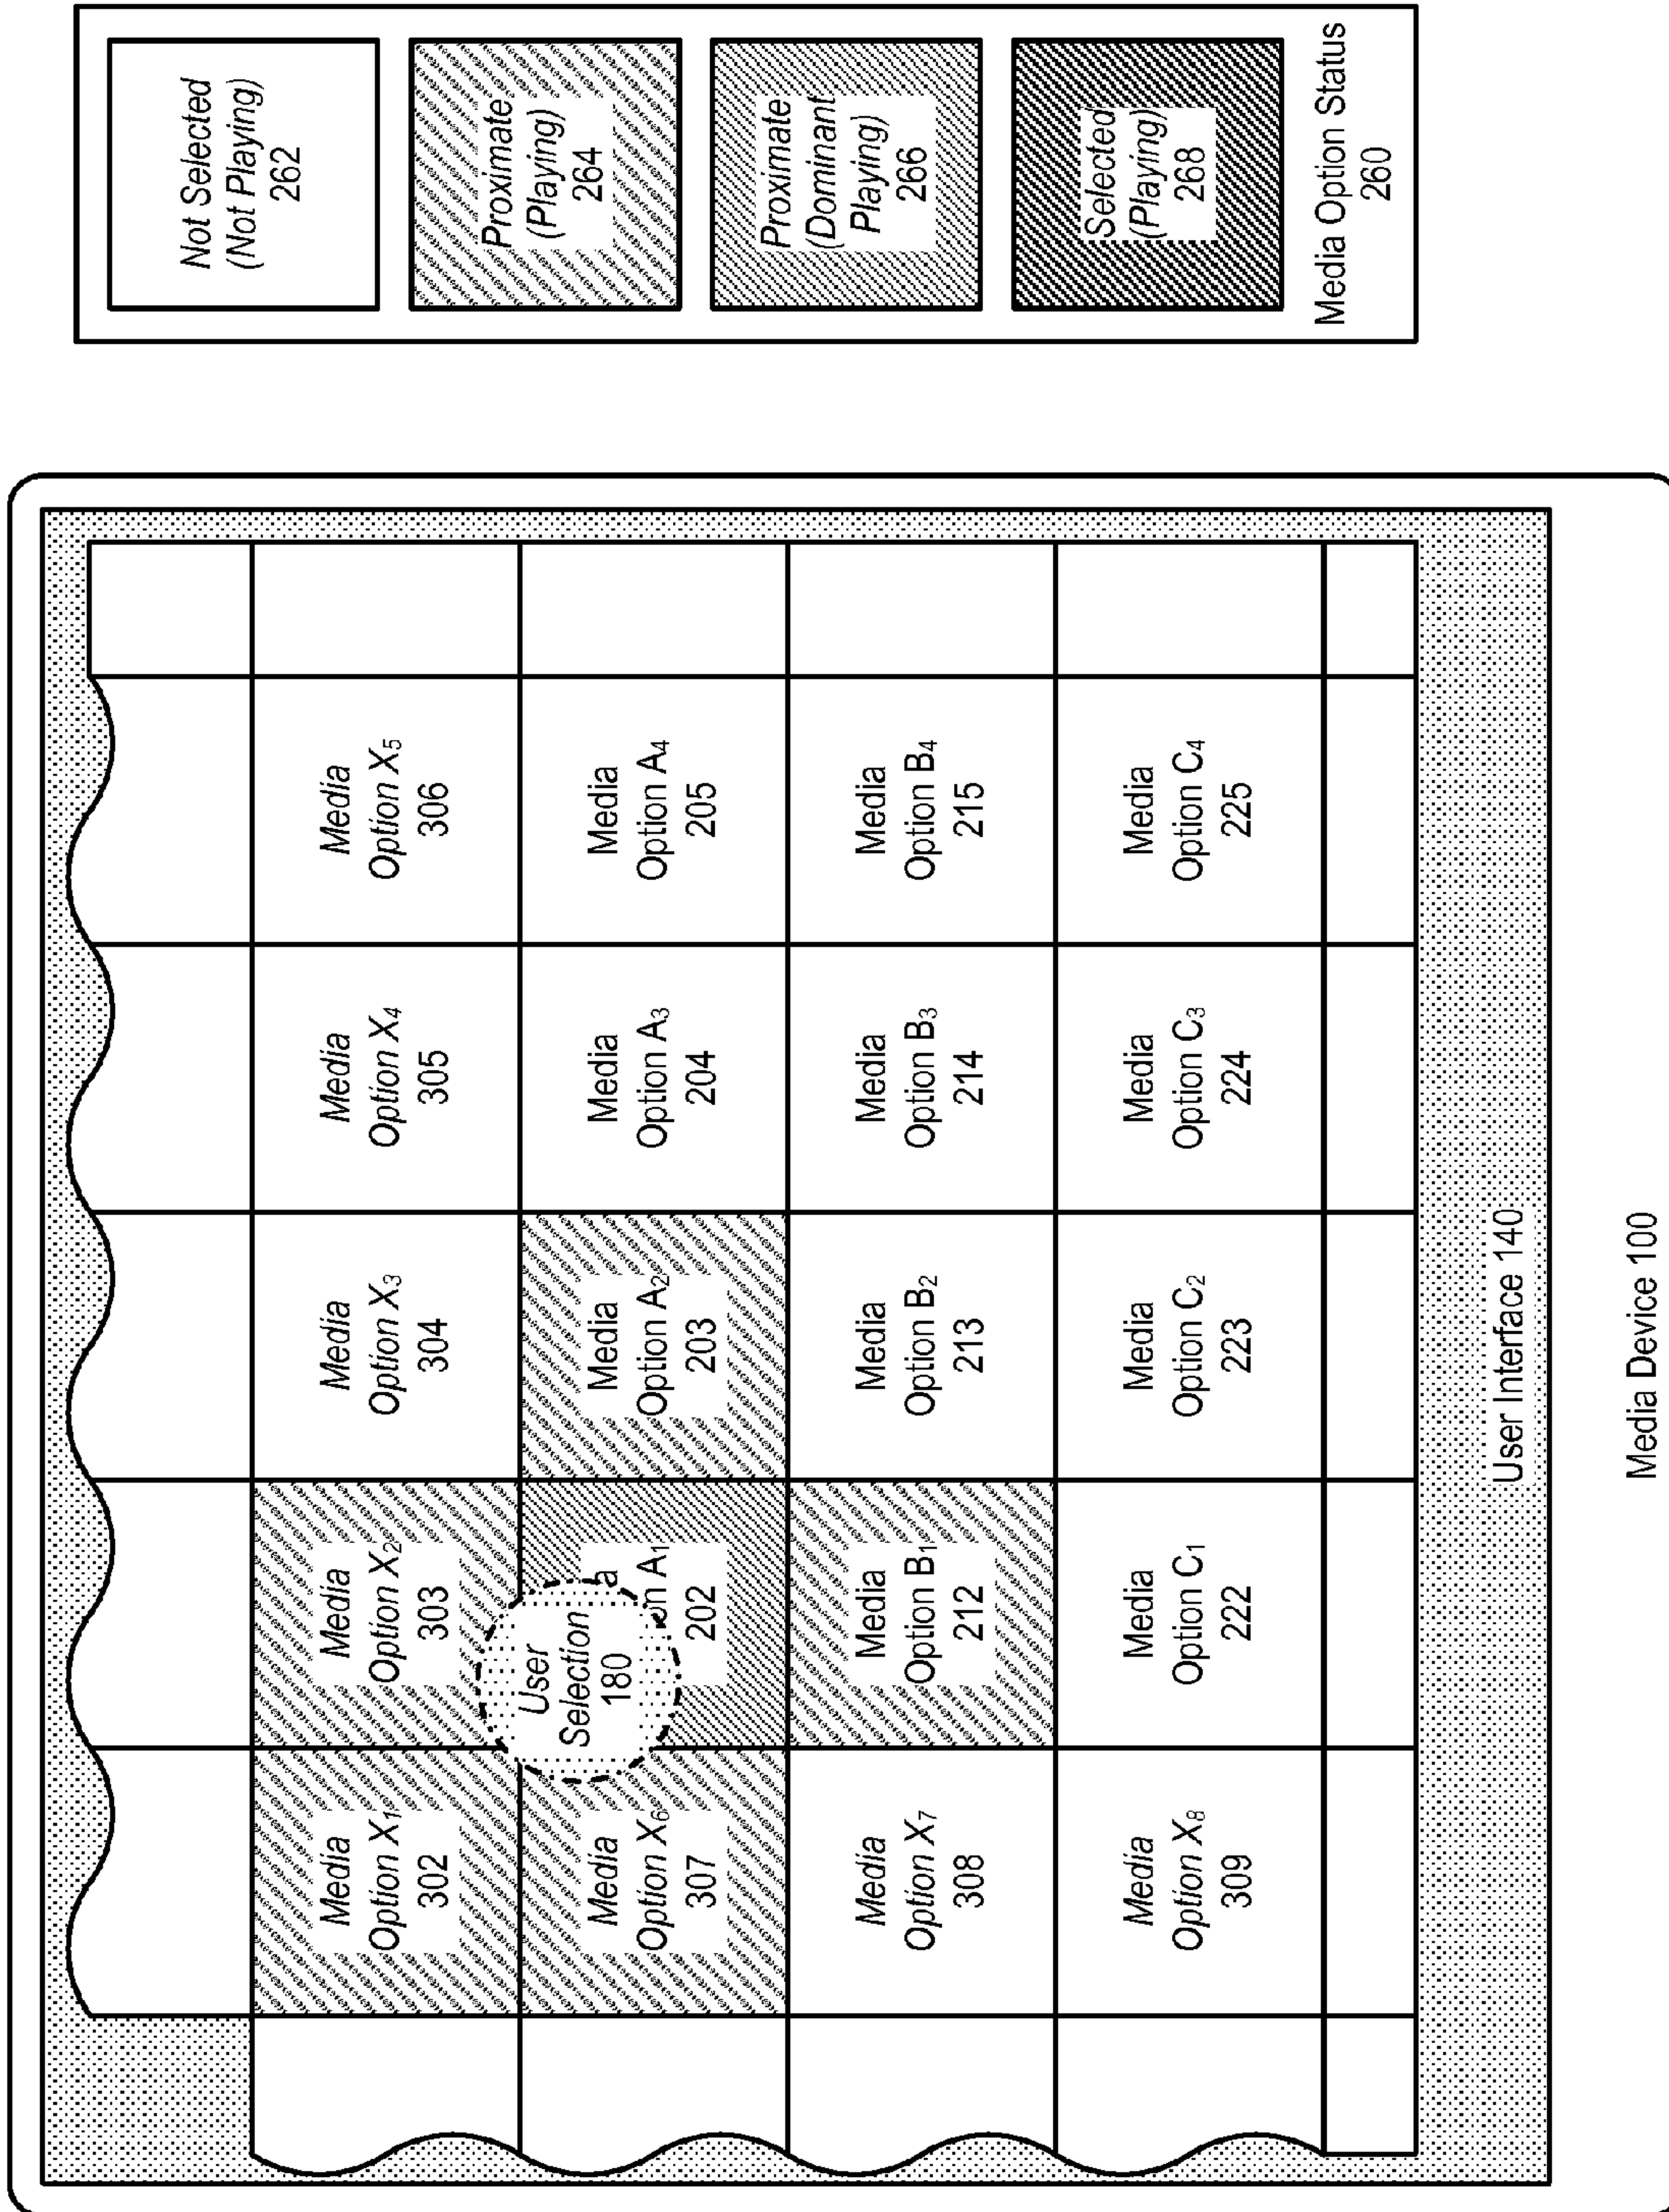 Media
Option X₁
302
Media
Option X₂
303
Media
Option X₃
304
Media
Option X₄
305
Media
Option X₅
306
Media
Option X₆
307
User
Selection
180
a
on A₁
202
Media
Option A₂
203
Media
Option A₃
204
Media
Option A₄
205
Media
Option X₇
308
Media
Option B₁
212
Media
Option B₂
213
Media
Option B₃
214
Media
Option B₄
215
Media
Option X₈
309
Media
Option C₁
222
Media
Option C₂
223
Media
Option C₃
224
Media
Option C₄
225
User Interface 140
Media Device 100
Not Selected
(Not Playing)
262
Proximate
(Playing)
264
Proximate
(Dominant
Playing)
266
Selected
(Playing)
268
Media Option Status
260